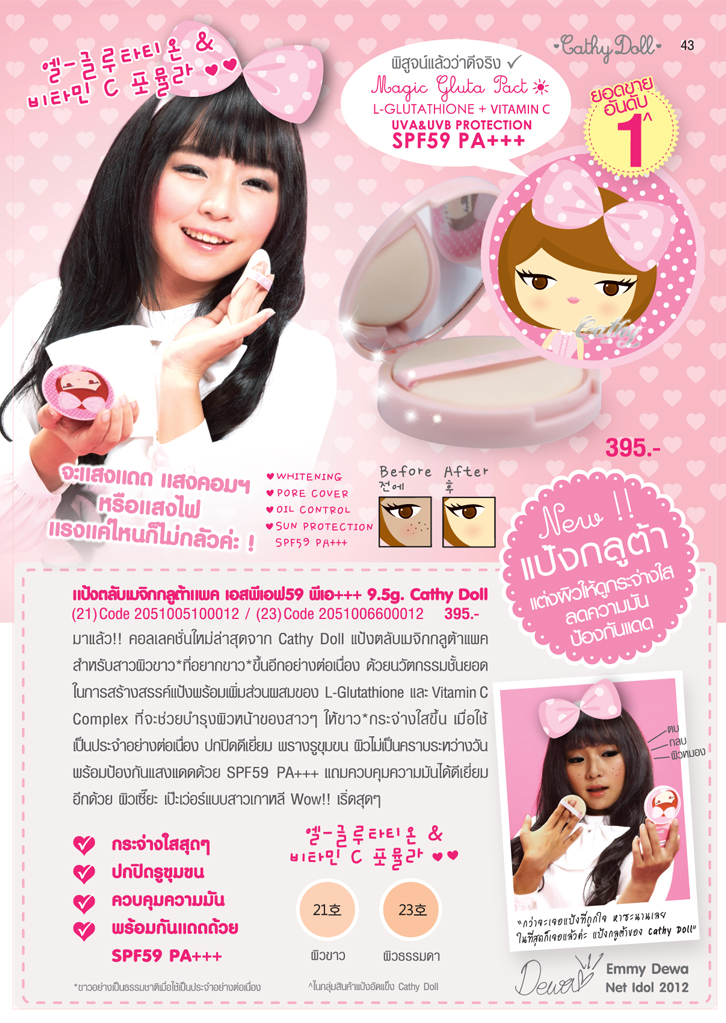 Cathy Doll
43
엘-글루타티온 &
비타민 C 포뮬라 ♥♥
พิสูจน์แล้วว่าดีจริง ✓
Magic Gluta Pact
L-GLUTATHIONE + VITAMIN C
UVA&UVB PROTECTION
SPF59 PA+++
ยอดขาย
อันดับ
1^
Cathy
395.-
จะแสงแดด แสงคอมฯ
หรือแสงไฟ
แรงแค่ไหนก็ไม่กลัวค่ะ !
♥ WHITENING
♥ PORE COVER
♥ OIL CONTROL
♥ SUN PROTECTION
SPF59 PA+++
Before After
전에 후
New !!
แป้งกลูต้า
แต่งผิวให้ดูกระจ่างใส
ลดความมัน
ป้องกันแดด
แป้งตลับเมจิกกลูต้าแพค เอสพีเอฟ59 พีเอ+++ 9.5g. Cathy Doll
(21) Code 2051005100012 / (23) Code 2051006600012 395.-
มาแล้ว!! คอลเลคชั่นใหม่ล่าสุดจาก Cathy Doll แป้งตลับเมจิกกลูต้าแพค
สำหรับสาวผิวขาว*ที่อยากขาว*ขึ้นอีกอย่างต่อเนื่อง ด้วยนวัตกรรมชั้นยอด
ในการสร้างสรรค์แป้งพร้อมเพิ่มส่วนผสมของ L-Glutathione และ Vitamin C
Complex ที่จะช่วยบำรุงผิวหน้าของสาวๆ ให้ขาว*กระจ่างใสขึ้น เมื่อใช้
เป็นประจำอย่างต่อเนื่อง ปกปิดดีเยี่ยม พรางรูขุมขน ผิวไม่เป็นคราบระหว่างวัน
พร้อมป้องกันแสงแดดด้วย SPF59 PA+++ แถมควบคุมความมันได้ดีเยี่ยม
อีกด้วย ผิวเซี๊ยะ เป๊ะเว่อร์แบบสาวเกาหลี Wow!! เริ่ดสุดๆ
กระจ่างใสสุดๆ
ปกปิดรูขุมขน
ควบคุมความมัน
พร้อมกันแดดด้วย
SPF59 PA+++
엘-글루타티온 &
비타민 C 포뮬라 ♥♥
21호 23호
ผิวขาว ผิวธรรมดา
*ขาวอย่างเป็นธรรมชาติเมื่อใช้เป็นประจำอย่างต่อเนื่อง
^ในกลุ่มสินค้าแป้งอัดแข็ง Cathy Doll
ตบ
กลบ
ผิวหมอง
"กว่าจะเจอแป้งที่ถูกใจ หาซะนานเลย
ในที่สุดก็เจอแล้วค่ะ แป้งกลูต้าของ Cathy Doll"
Dewa
Emmy Dewa
Net Idol 2012